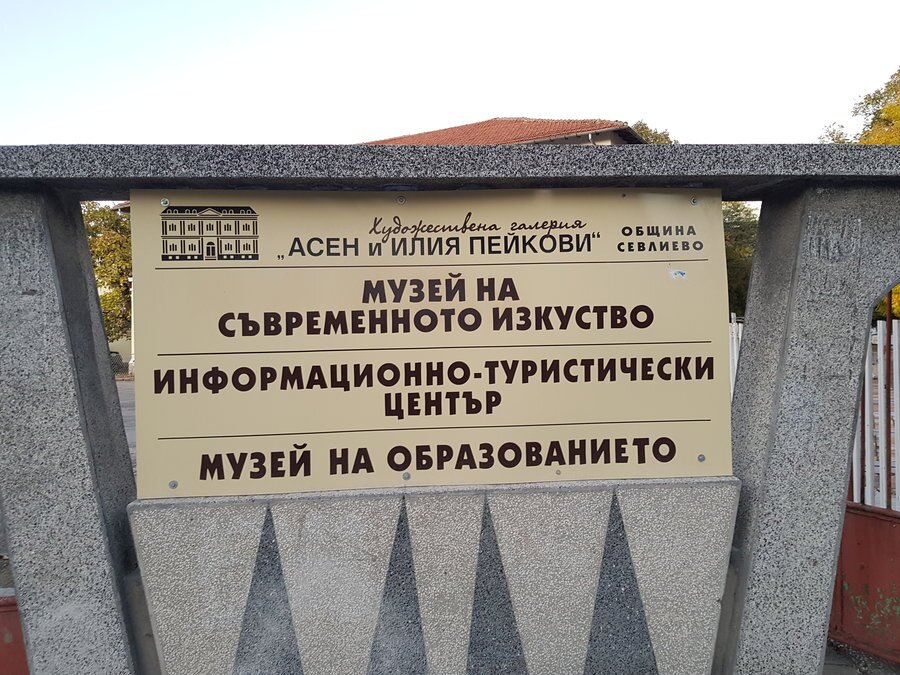 Художествена галерия
„АСЕН и ИЛИЯ ПЕЙКОВИ“
ОБЩИНА
СЕВЛИЕВО
МУЗЕЙ НА
СЪВРЕМЕННОТО ИЗКУСТВО
ИНФОРМАЦИОННО-ТУРИСТИЧЕСКИ
ЦЕНТЪР
МУЗЕЙ НА ОБРАЗОВАНИЕТО